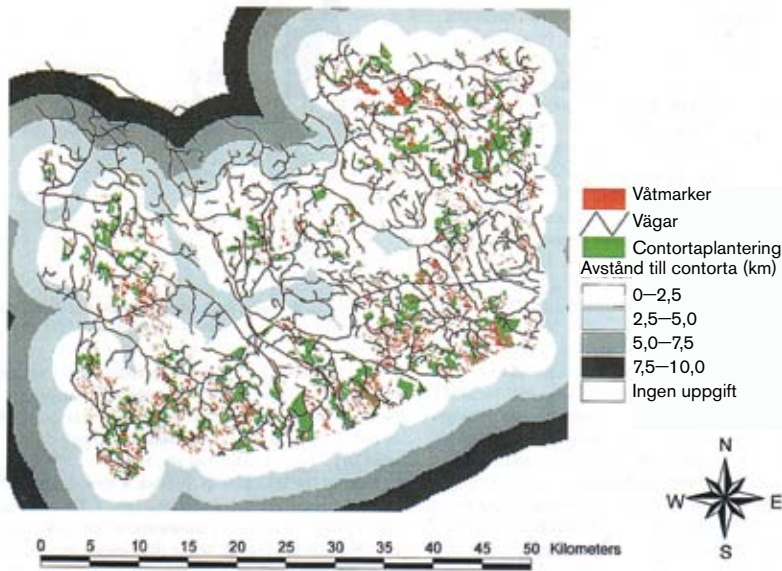 Våtmarker
Vägar
Contortaplantering
Avstånd till contorta (km)
0–2,5
2,5–5,0
5,0–7,5
7,5–10,0
Ingen uppgift
N
W E
S
0 5 10 15 20 25 30 35 40 45 50 Kilometers